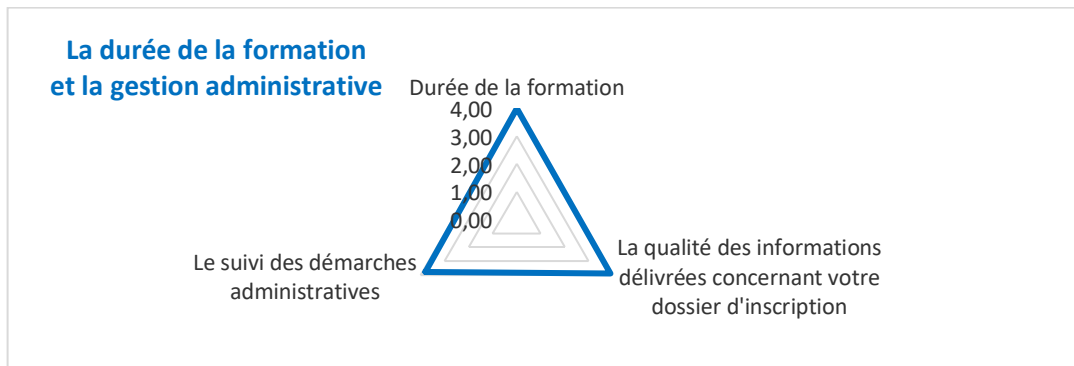 La durée de la formation
et la gestion administrative
Durée de la formation
4,00
3,00
2,00
1,00
0,00
La qualité des informations
délivrées concernant votre
dossier d'inscription
Le suivi des démarches
administratives